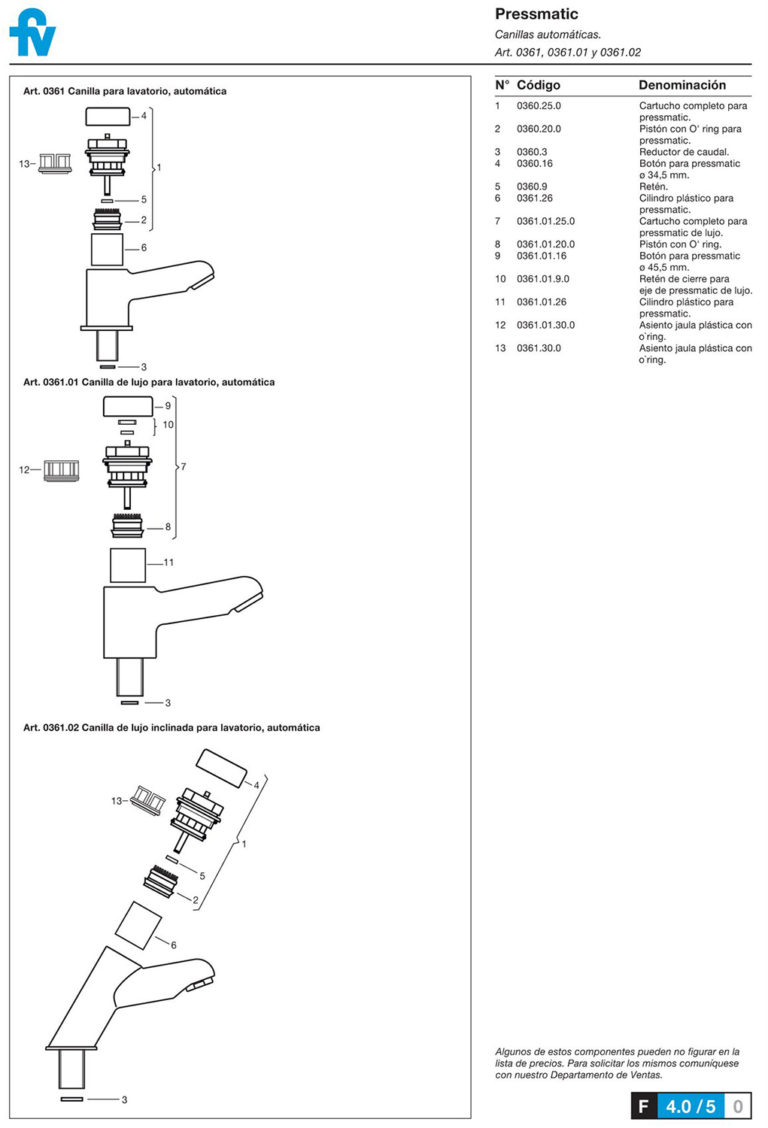 fv
Pressmatic
Canillas automáticas.
Art. 0361, 0361.01 y 0361.02
Art. 0361 Canilla para lavatorio, automática
4
13
1
5
2
6
3
Art. 0361.01 Canilla de lujo para lavatorio, automática
9
10
12
7
8
11
3
Art. 0361.02 Canilla de lujo inclinada para lavatorio, automática
4
13
1
5
2
6
3
N° Código Denominación
1 0360.25.0 Cartucho completo para
pressmatic.
2 0360.20.0 Pistón con O' ring para
pressmatic.
3 0360.3 Reductor de caudal.
4 0360.16 Botón para pressmatic
ø 34,5 mm.
5 0360.9 Retén.
6 0361.26 Cilindro plástico para
pressmatic.
7 0361.01.25.0 Cartucho completo para
pressmatic de lujo.
8 0361.01.20.0 Pistón con O' ring.
9 0361.01.16 Botón para pressmatic
ø 45,5 mm.
10 0361.01.9.0 Retén de cierre para
eje de pressmatic de lujo.
11 0361.01.26 Cilindro plástico para
pressmatic.
12 0361.01.30.0 Asiento jaula plástica con
o`ring.
13 0361.30.0 Asiento jaula plástica con
o`ring.
Algunos de estos componentes pueden no figurar en la
lista de precios. Para solicitar los mismos comuníquese
con nuestro Departamento de Ventas.
F 4.0 / 5 0